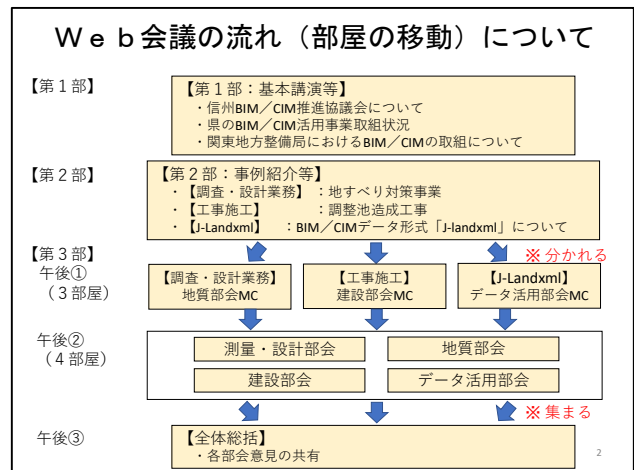 Ｗｅｂ会議の流れ（部屋の移動）について
【第１部】
【第１部：基本講演等】
・信州BIM／CIM推進協議会について
・県のBIM／CIM活用事業取組状況
・関東地方整備局におけるBIM／CIMの取組について
【第２部】
【第２部：事例紹介等】
・【調査・設計業務】：地すべり対策事業
・【工事施工】　　　：調整池造成工事
・【J-Landxml】　：BIM／CIMデータ形式「J-landxml」について
【第３部】
※ 分かれる
午後①
（３部屋）
【調査・設計業務】
地質部会MC
【工事施工】
建設部会MC
【J-Landxml】
データ活用部会MC
午後②
（４部屋）
測量・設計部会
地質部会
建設部会
データ活用部会
※ 集まる
午後③
【全体総括】
・各部会意見の共有
2